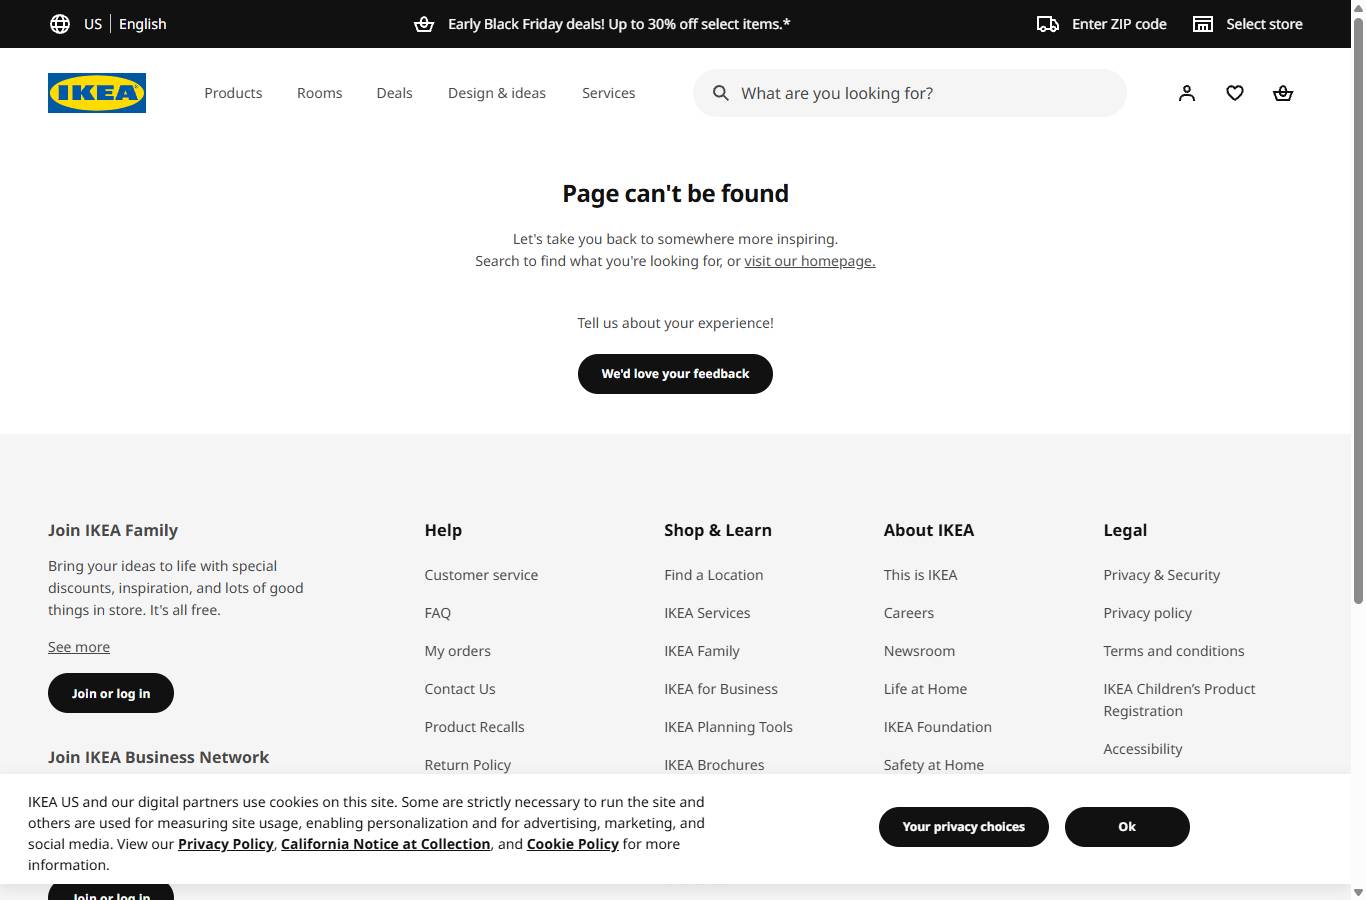 US | English
Early Black Friday deals! Up to 30% off select items.*
Enter ZIP code
Select store
IKEA
Products
Rooms
Deals
Design & ideas
Services
What are you looking for?
Page can't be found
Let's take you back to somewhere more inspiring.
Search to find what you're looking for, or visit our homepage.
Tell us about your experience!
We'd love your feedback
Join IKEA Family
Bring your ideas to life with special
discounts, inspiration, and lots of good
things in store. It's all free.
See more
Join or log in
Join IKEA Business Network
Help
Customer service
FAQ
My orders
Contact Us
Product Recalls
Return Policy
Shop & Learn
Find a Location
IKEA Services
IKEA Family
IKEA for Business
IKEA Planning Tools
IKEA Brochures
About IKEA
This is IKEA
Careers
Newsroom
Life at Home
IKEA Foundation
Safety at Home
Legal
Privacy & Security
Privacy policy
Terms and conditions
IKEA Children’s Product
Registration
Accessibility
IKEA US and our digital partners use cookies on this site. Some are strictly necessary to run the site and
others are used for measuring site usage, enabling personalization and for advertising, marketing, and
social media. View our Privacy Policy, California Notice at Collection, and Cookie Policy for more
information.
Your privacy choices
Ok
Join or log in